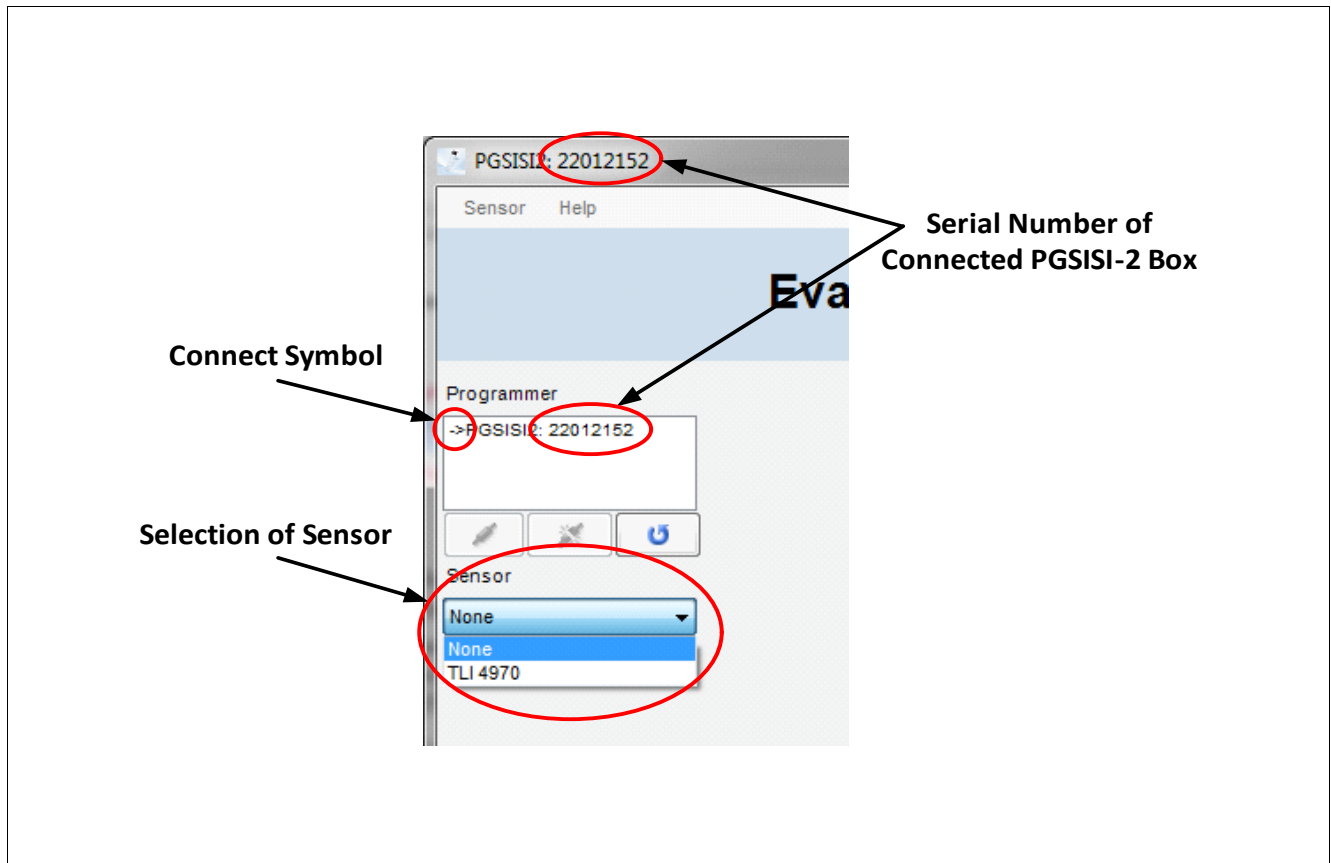 PGSISI2: 22012152
Sensor Help
Serial Number of
Connected PGSISI-2 Box
Eva
Connect Symbol
Programmer
->PGSISI2: 22012152
Selection of Sensor
Sensor
None
None
TLI 4970